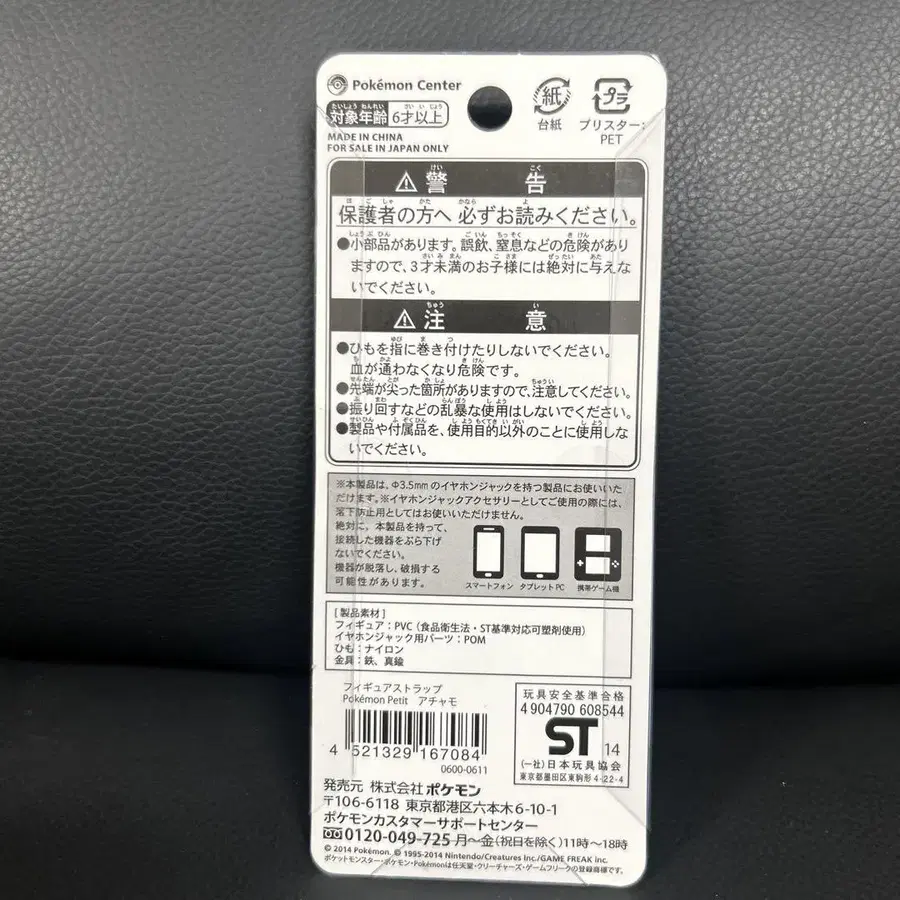 Pokémon Center
対象年齢 6才以上
MADE IN CHINA
FOR SALE IN JAPAN ONLY
紙
台紙
プラ
ブリスター:
PET
警告
保護者の方へ 必ずお読みください。
●小部品があります。誤飲、窒息などの危険があり
ますので、3才未満のお子様には絶対に与えな
いでください。
注意
●ひもを指に巻き付けたりしないでください。
血が通わなくなり危険です。
●先端が尖った箇所がありますので、注意してください。
●振り回すなどの乱暴な使用はしないでください。
●製品や付属品を、使用目的以外のことに使用しな
いでください。
※本製品は、Φ3.5mmのイヤホンジャックを持つ製品にお使いいた
だけます。※イヤホンジャックアクセサリーとしてご使用の際には、
落下防止用としてはお使いいただけません。
絶対に、本製品を持って、
接続した機器をぶら下げ
ないでください。
機器が脱落し、破損する
可能性があります。
スマートフォン タブレットPC 携帯ゲーム機
[製品素材]
フィギュア：PVC（食品衛生法・ST基準対応可塑剤使用）
イヤホンジャック用パーツ：POM
ひも：ナイロン
金具：鉄、真鍮
フィギュアストラップ
Pokémon Petit アチャモ
4 521329 167084
0600-0611
玩具安全基準合格
4 904790 608544
ST 14
(一社)日本玩具協会
東京都墨田区東駒形4-22-4
発売元 株式会社ポケモン
〒106-6118 東京都港区六本木6-10-1
ポケモンカスタマーサポートセンター
0120-049-725 月〜金(祝日を除く)11時〜18時
© 2014 Pokémon. © 1995-2014 Nintendo/Creatures Inc./GAME FREAK inc.
ポケットモンスター・ポケモン・Pokémonは任天堂・クリーチャーズ・ゲームフリークの登録商標です。